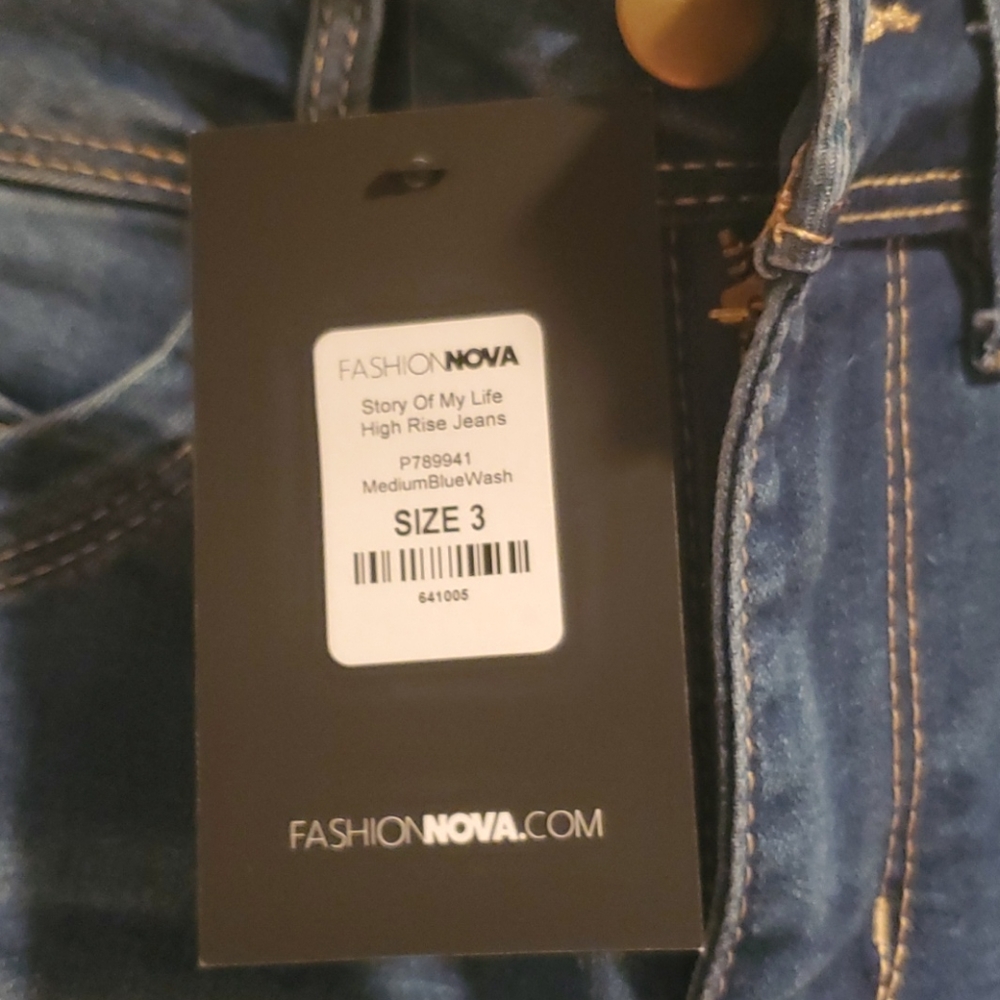 FASHIONNOVA
Story Of My Life
High Rise Jeans
P789941
MediumBlueWash
SIZE 3
641005
FASHIONNOVA.COM